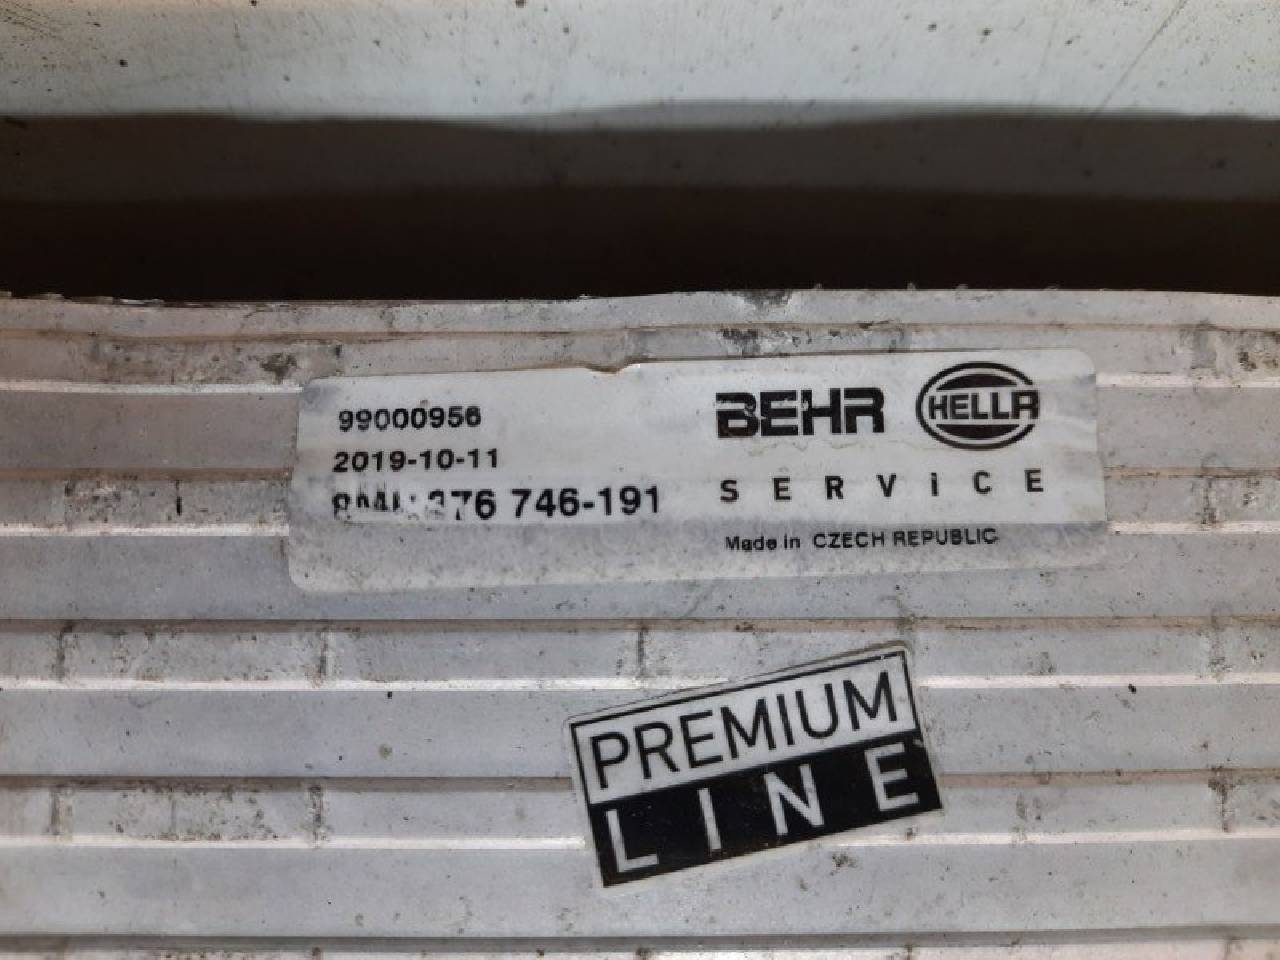 99000956
2019-10-11
376 746-191
BEHR HELLA
SERViCE
Made in CZECH REPUBLIC
PREMIUM
LINE